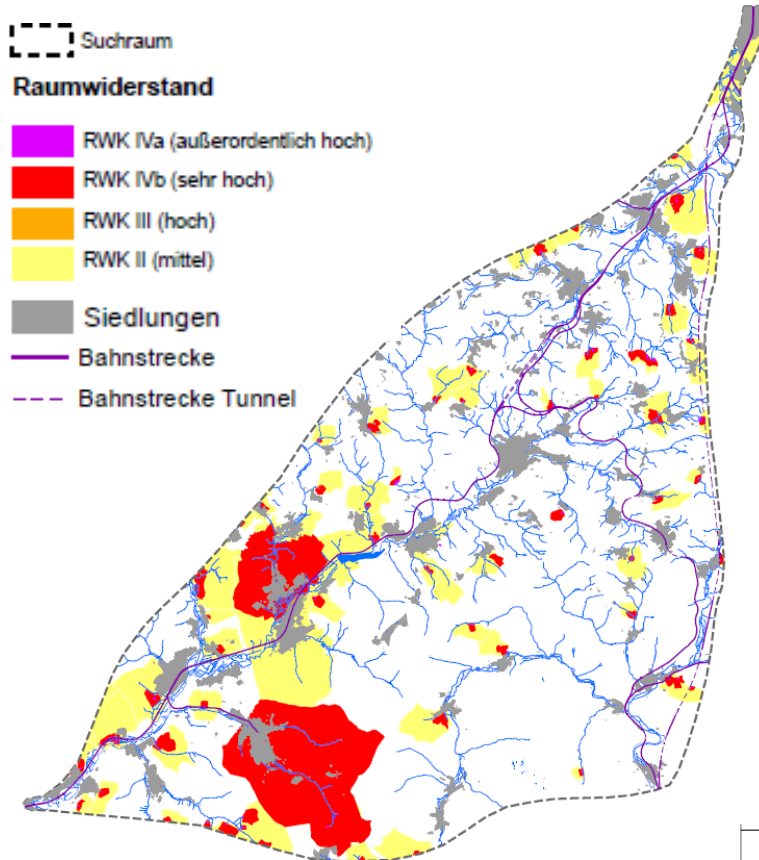 Suchraum
Raumwiderstand
RWK IVa (außerordentlich hoch)
RWK IVb (sehr hoch)
RWK III (hoch)
RWK II (mittel)
Siedlungen
Bahnstrecke
Bahnstrecke Tunnel